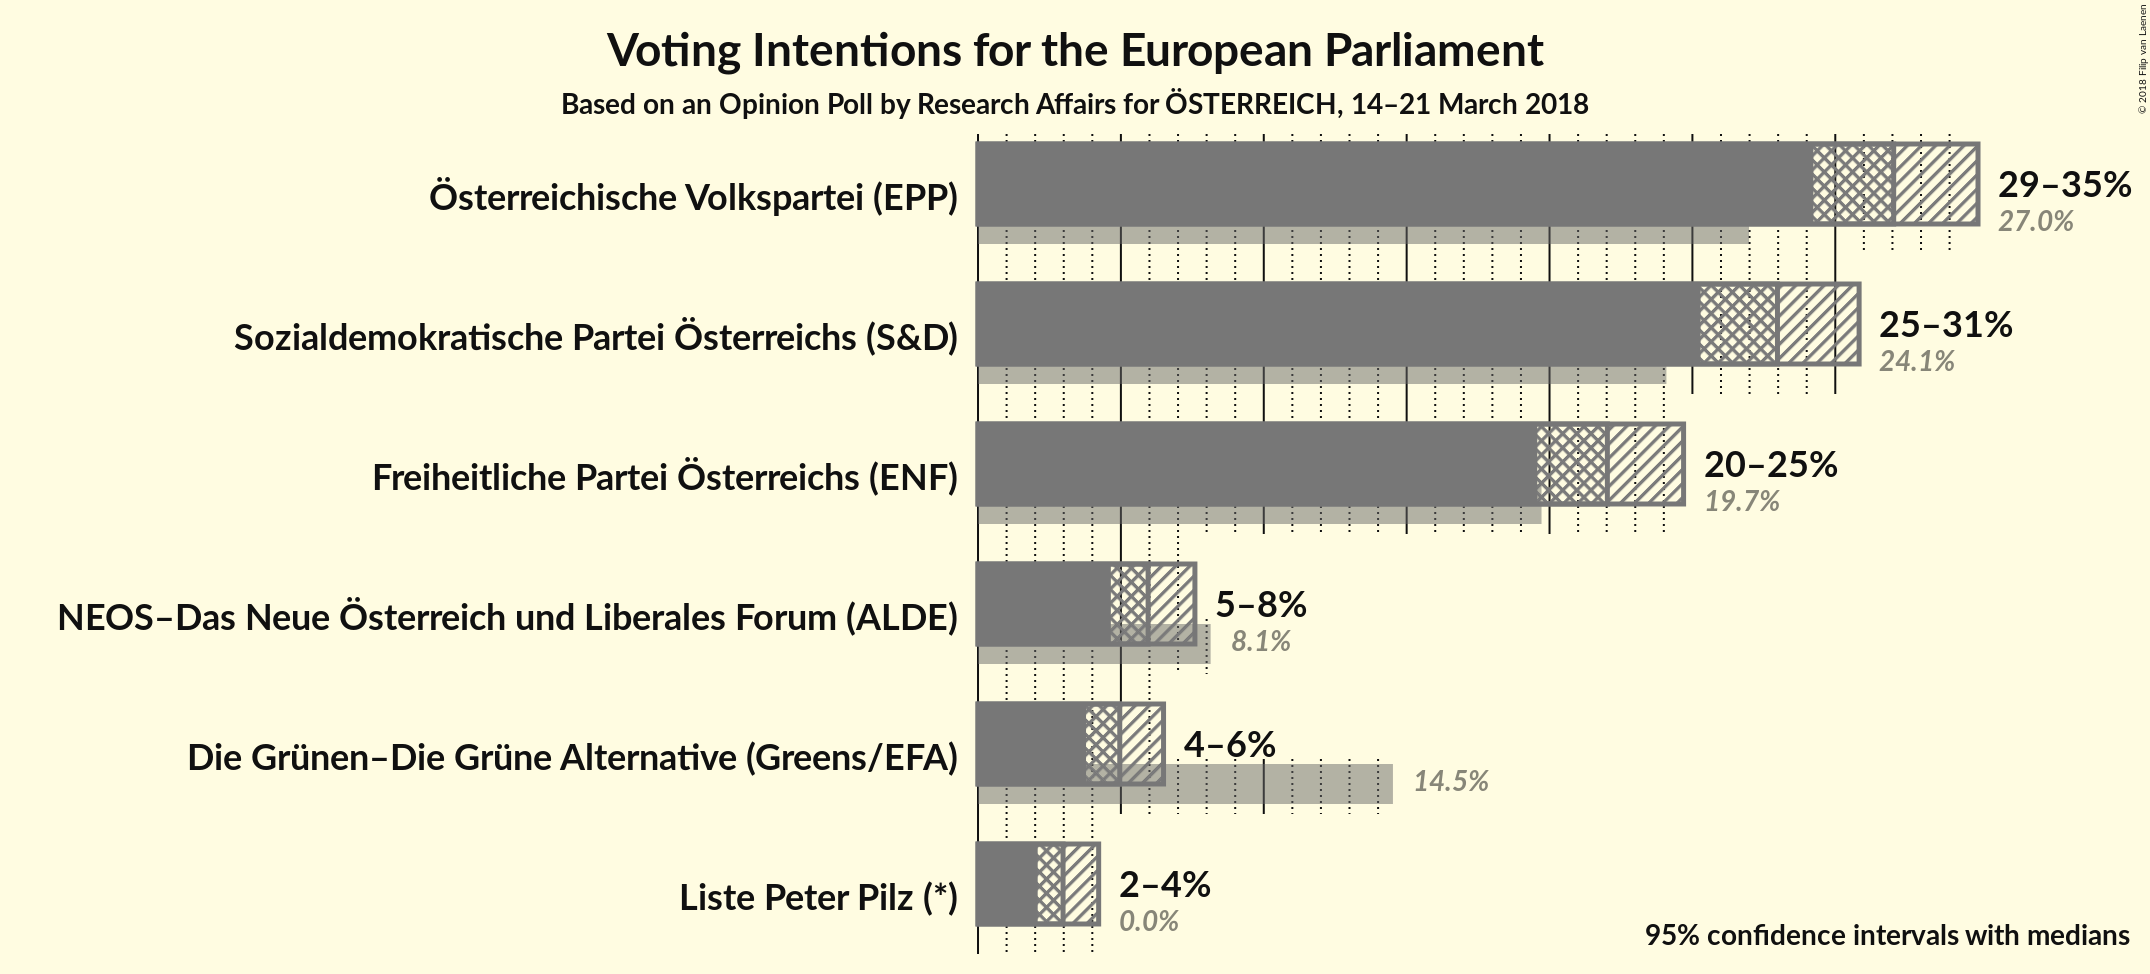 Voting Intentions for the European Parliament
Based on an Opinion Poll by Research Affairs for ÖSTERREICH, 14–21 March 2018
© 2018 Filip van Laenen
Österreichische Volkspartei (EPP)
29–35%
27.0%
Sozialdemokratische Partei Österreichs (S&D)
25–31%
24.1%
Freiheitliche Partei Österreichs (ENF)
20–25%
19.7%
NEOS–Das Neue Österreich und Liberales Forum (ALDE)
5–8%
8.1%
Die Grünen–Die Grüne Alternative (Greens/EFA)
4–6%
14.5%
Liste Peter Pilz (*)
2–4%
0.0%
95% confidence intervals with medians